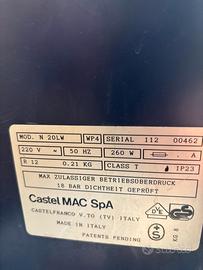 MOD. N 20LW WP4 SERIAL 112 00462
220 V ~ 50 HZ 260 W . A
R 12 0.21 KG CLASS T IP23
MAX ZULASSIGER BETRIEBSÜBERDRUCK
18 BAR DICHTHEIT GEPRÜFT
Castel MAC SpA
CASTELFRANCO V.TO (TV) ITALY
MADE IN ITALY
PATENTS PENDING